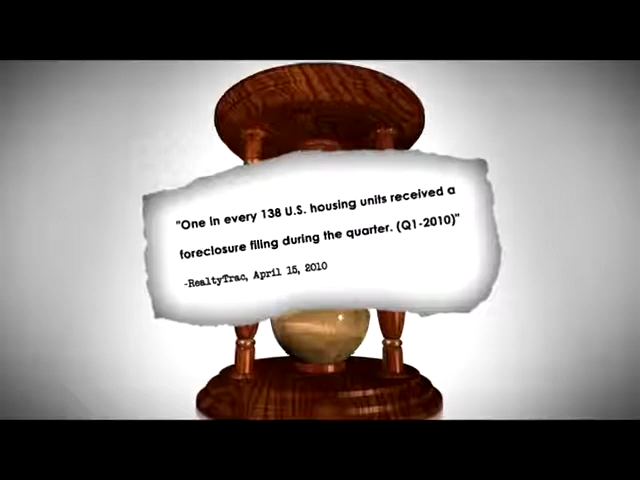 "One in every 138 U.S. housing units received a
foreclosure filing during the quarter. (Q1-2010)"
-RealtyTrac, April 15, 2010